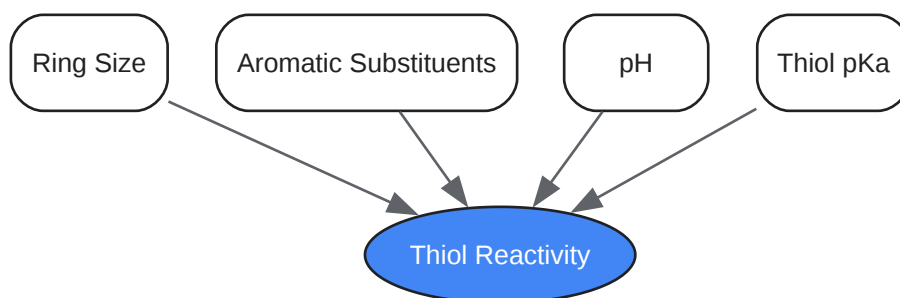 Ring Size
Aromatic Substituents
pH
Thiol pKa
Thiol Reactivity